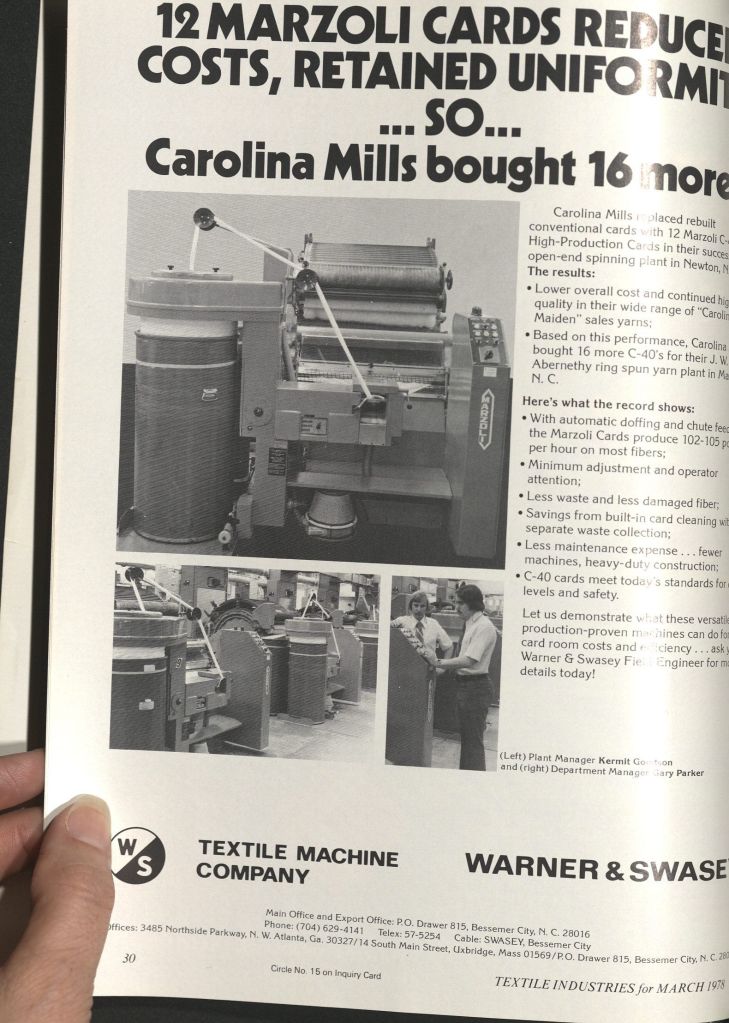 12 MARZOLI CARDS REDUCE
COSTS, RETAINED UNIFORMIT
... SO...
Carolina Mills bought 16 more
Carolina Mills replaced rebuilt
conventional cards with 12 Marzoli C-
High-Production Cards in their succes
open-end spinning plant in Newton, N
The results:
• Lower overall cost and continued hig
quality in their wide range of "Carolin
Maiden" sales yarns;
• Based on this performance, Carolina
bought 16 more C-40's for their J. W.
Abernethy ring spun yarn plant in Ma
N. C.
Here's what the record shows:
• With automatic doffing and chute feed
the Marzoli Cards produce 102-105 po
per hour on most fibers;
• Minimum adjustment and operator
attention;
• Less waste and less damaged fiber;
• Savings from built-in card cleaning wit
separate waste collection;
• Less maintenance expense . . . fewer
machines, heavy-duty construction;
• C-40 cards meet today's standards for
levels and safety.
Let us demonstrate what these versatile
production-proven machines can do fo
card room costs and efficiency . . . ask y
Warner & Swasey Field Engineer for mo
details today!
MARZOLI
(Left) Plant Manager Kermit
and (right) Department Manager Gary Parker
WS
TEXTILE MACHINE
COMPANY
WARNER & SWASEY
Main Office and Export Office: P.O. Drawer 815, Bessemer City, N. C. 28016
Phone: (704) 629-4141 Telex: 57-5254 Cable: SWASEY, Bessemer City
ffices: 3485 Northside Parkway, N. W. Atlanta, Ga. 30327/14 South Main Street, Uxbridge, Mass 01569/P.O. Drawer 815, Bessemer City, N. C. 280
30
Circle No. 15 on Inquiry Card
TEXTILE INDUSTRIES for MARCH 1978